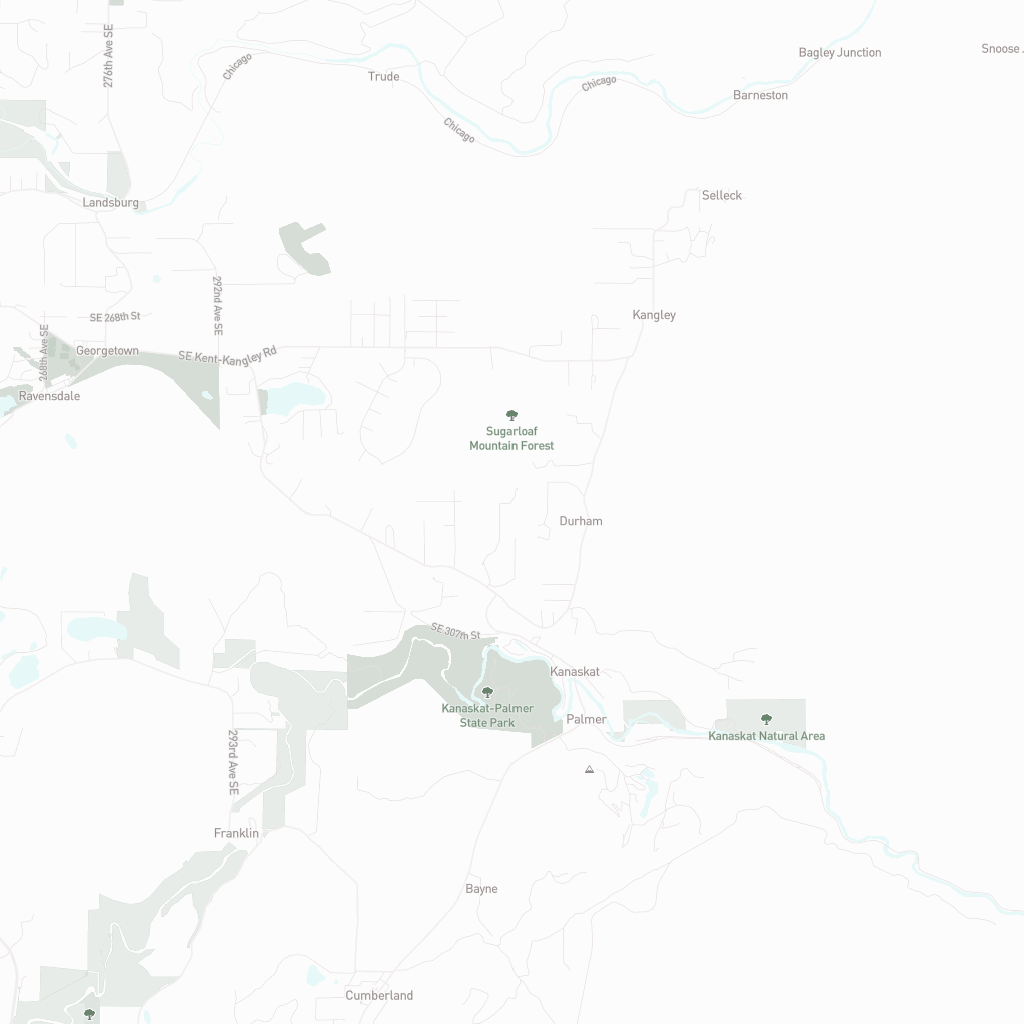 276th Ave SE
Chicago
Trude
Chicago
Bagley Junction
Snoose J
Barneston
Chicago
Landsburg
Selleck
292nd Ave SE
Kangley
SE 268th St
268th Ave SE
Georgetown
SE Kent-Kangley Rd
Ravensdale
Sugarloaf
Mountain Forest
Durham
SE 307th St
Kanaskat
Kanaskat-Palmer
State Park
Palmer
Kanaskat Natural Area
293rd Ave SE
Franklin
Bayne
Cumberland